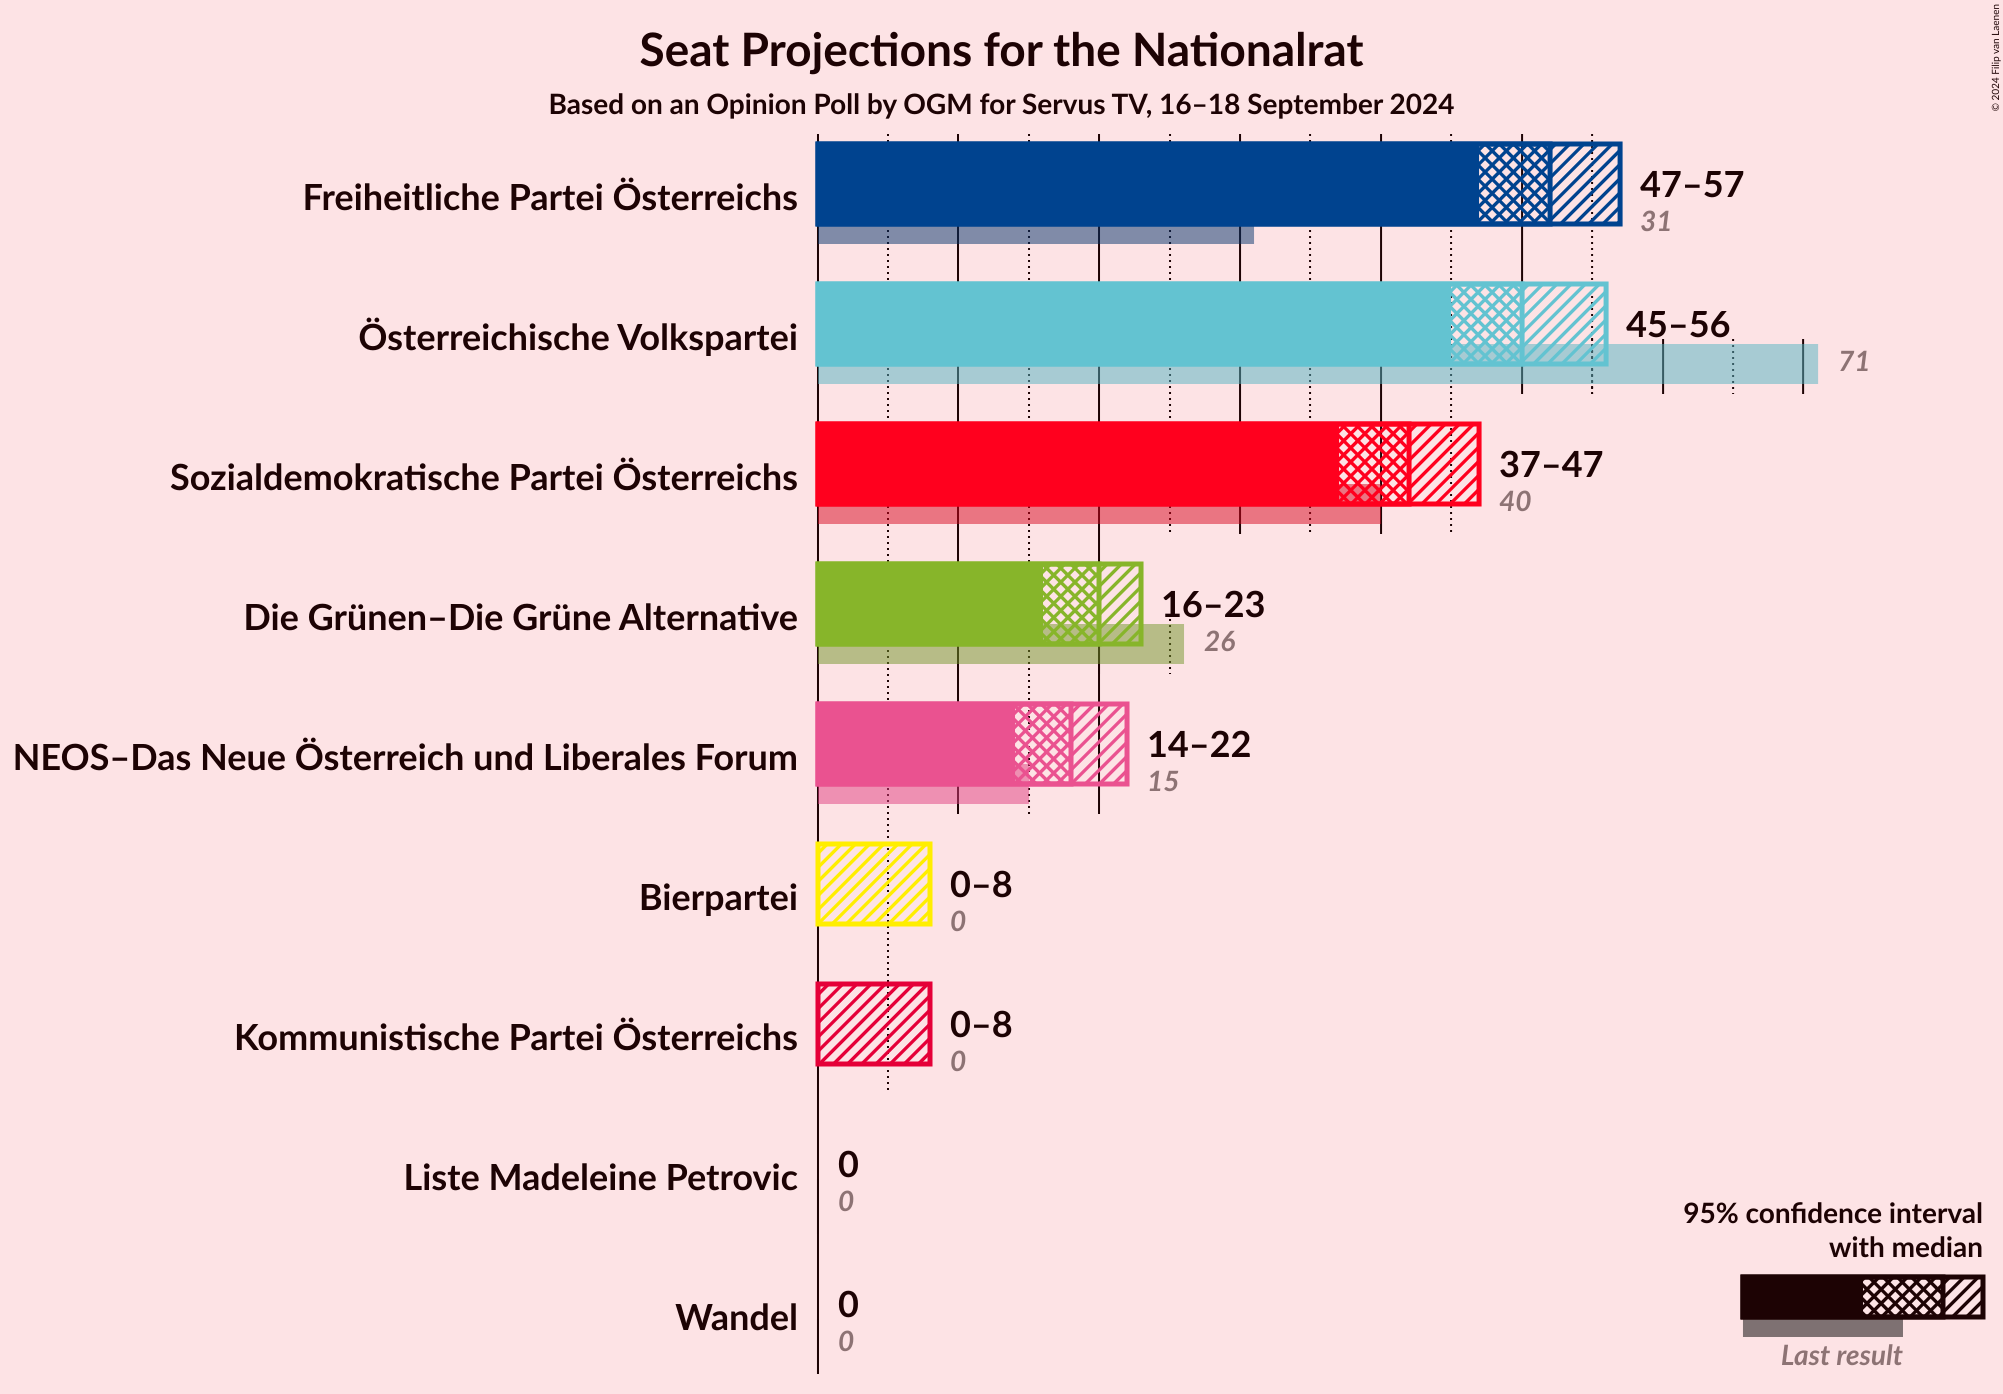 Seat Projections for the Nationalrat
Based on an Opinion Poll by OGM for Servus TV, 16–18 September 2024
© 2024 Filip van Laenen
Freiheitliche Partei Österreichs
47–57
31
Österreichische Volkspartei
45–56
71
Sozialdemokratische Partei Österreichs
37–47
40
Die Grünen–Die Grüne Alternative
16–23
26
NEOS–Das Neue Österreich und Liberales Forum
14–22
15
Bierpartei
0–8
0
Kommunistische Partei Österreichs
0–8
0
Liste Madeleine Petrovic
0
0
Wandel
0
0
95% confidence interval
with median
Last result